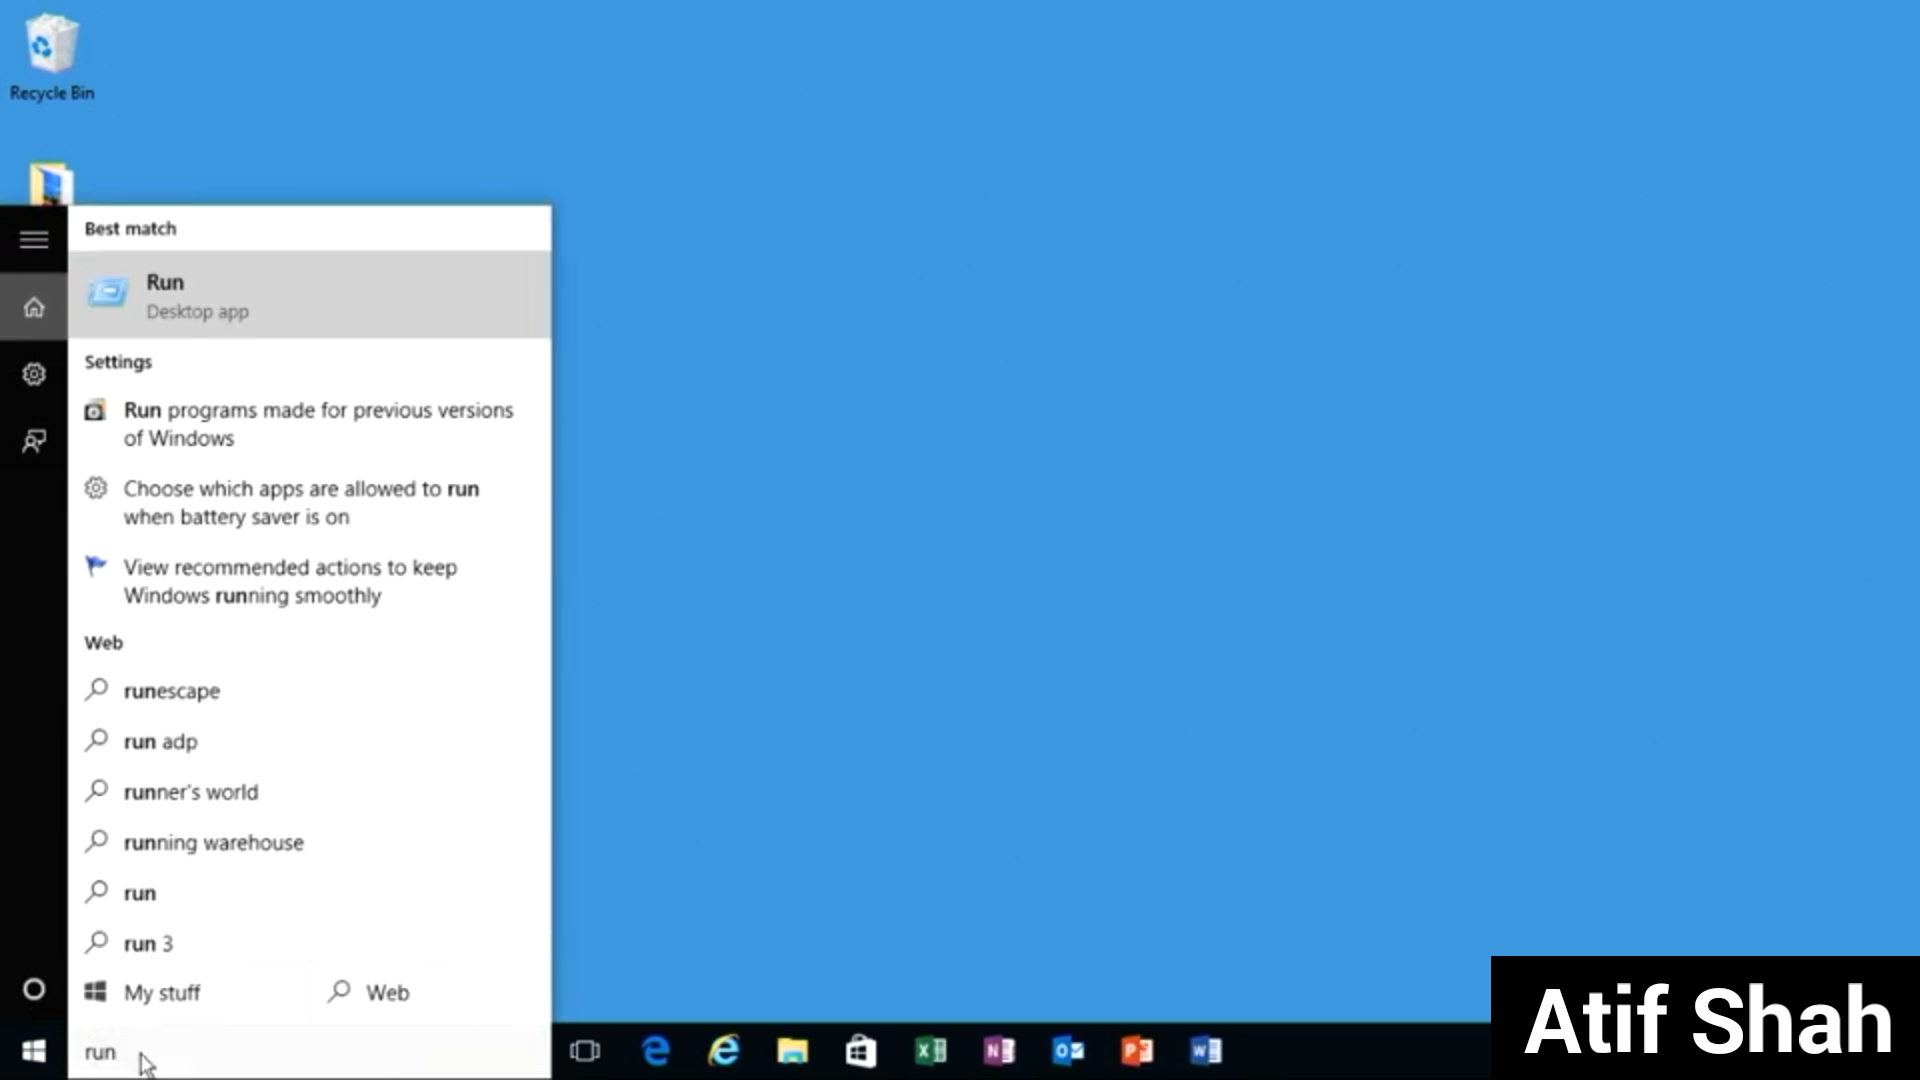 Recycle Bin
Best match
Run
Desktop app
Settings
Run programs made for previous versions
of Windows
Choose which apps are allowed to run
when battery saver is on
View recommended actions to keep
Windows running smoothly
Web
runescape
run adp
runner's world
running warehouse
run
run 3
My stuff
Web
run
Atif Shah